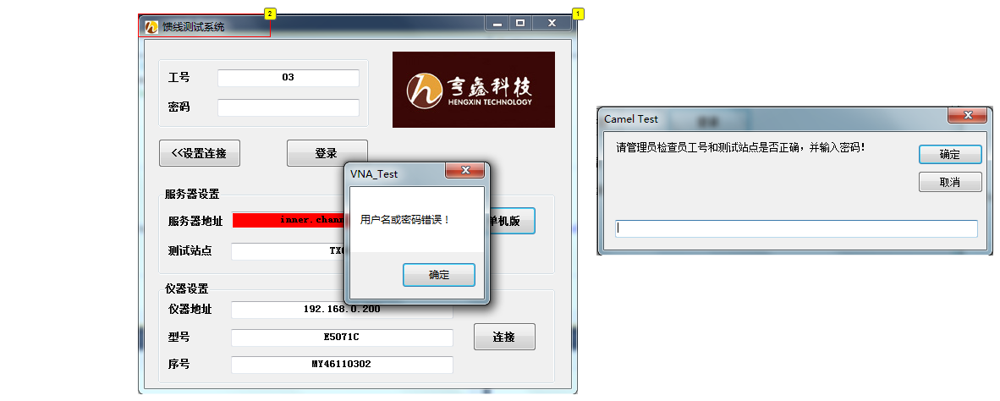 2
1
馈线测试系统
工号
03
密码
亨鑫科技
HENGXIN TECHNOLOGY
<<设置连接
登录
VNA_Test
用户名或密码错误！
确定
服务器设置
服务器地址
inner.chann
单机版
测试站点
仪器设置
仪器地址
192.168.0.200
型号
E5071C
连接
序号
MY46110302
Camel Test
请管理员检查员工号和测试站点是否正确，并输入密码！
确定
取消